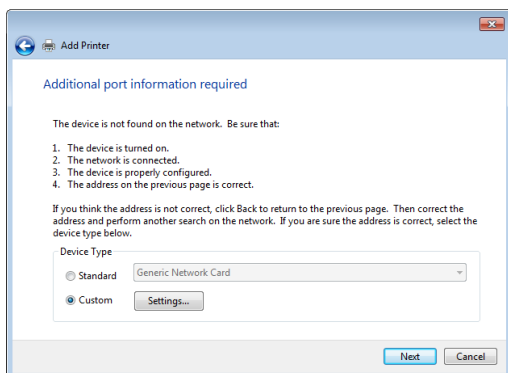 Add Printer
Additional port information required
The device is not found on the network.  Be sure that:
1.  The device is turned on.
2.  The network is connected.
3.  The device is properly configured.
4.  The address on the previous page is correct.
If you think the address is not correct, click Back to return to the previous page.  Then correct the
address and perform another search on the network.  If you are sure the address is correct, select the
device type below.
Device Type
Standard Generic Network Card
Custom Settings...
Next Cancel